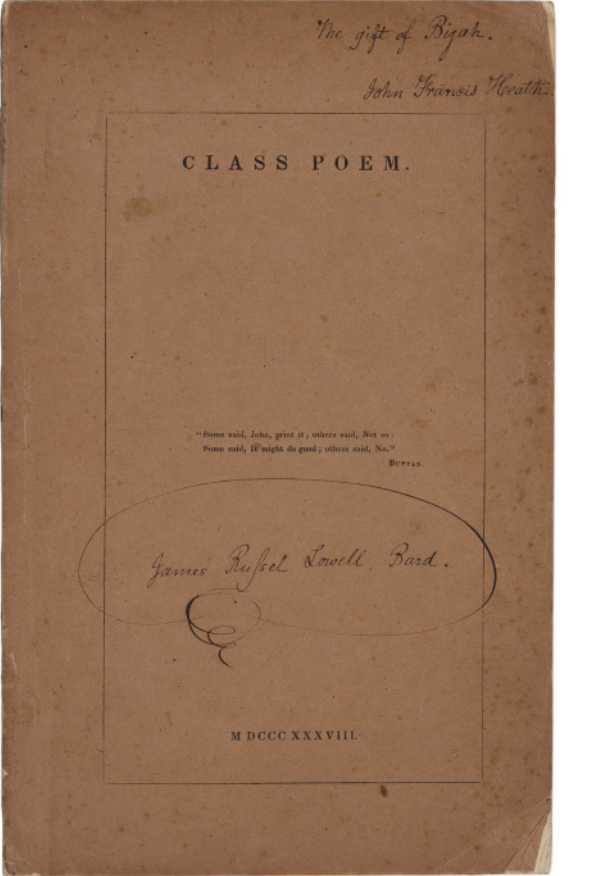 The gift of Bijah.
John Francis Heath.
CLASS POEM.
"Some said, John, print it; others said, Not so:
Some said, It might do good; others said, No."
BUNYAN.
James Ruſsel Lowell, Bard.
M DCCC XXXVIII.